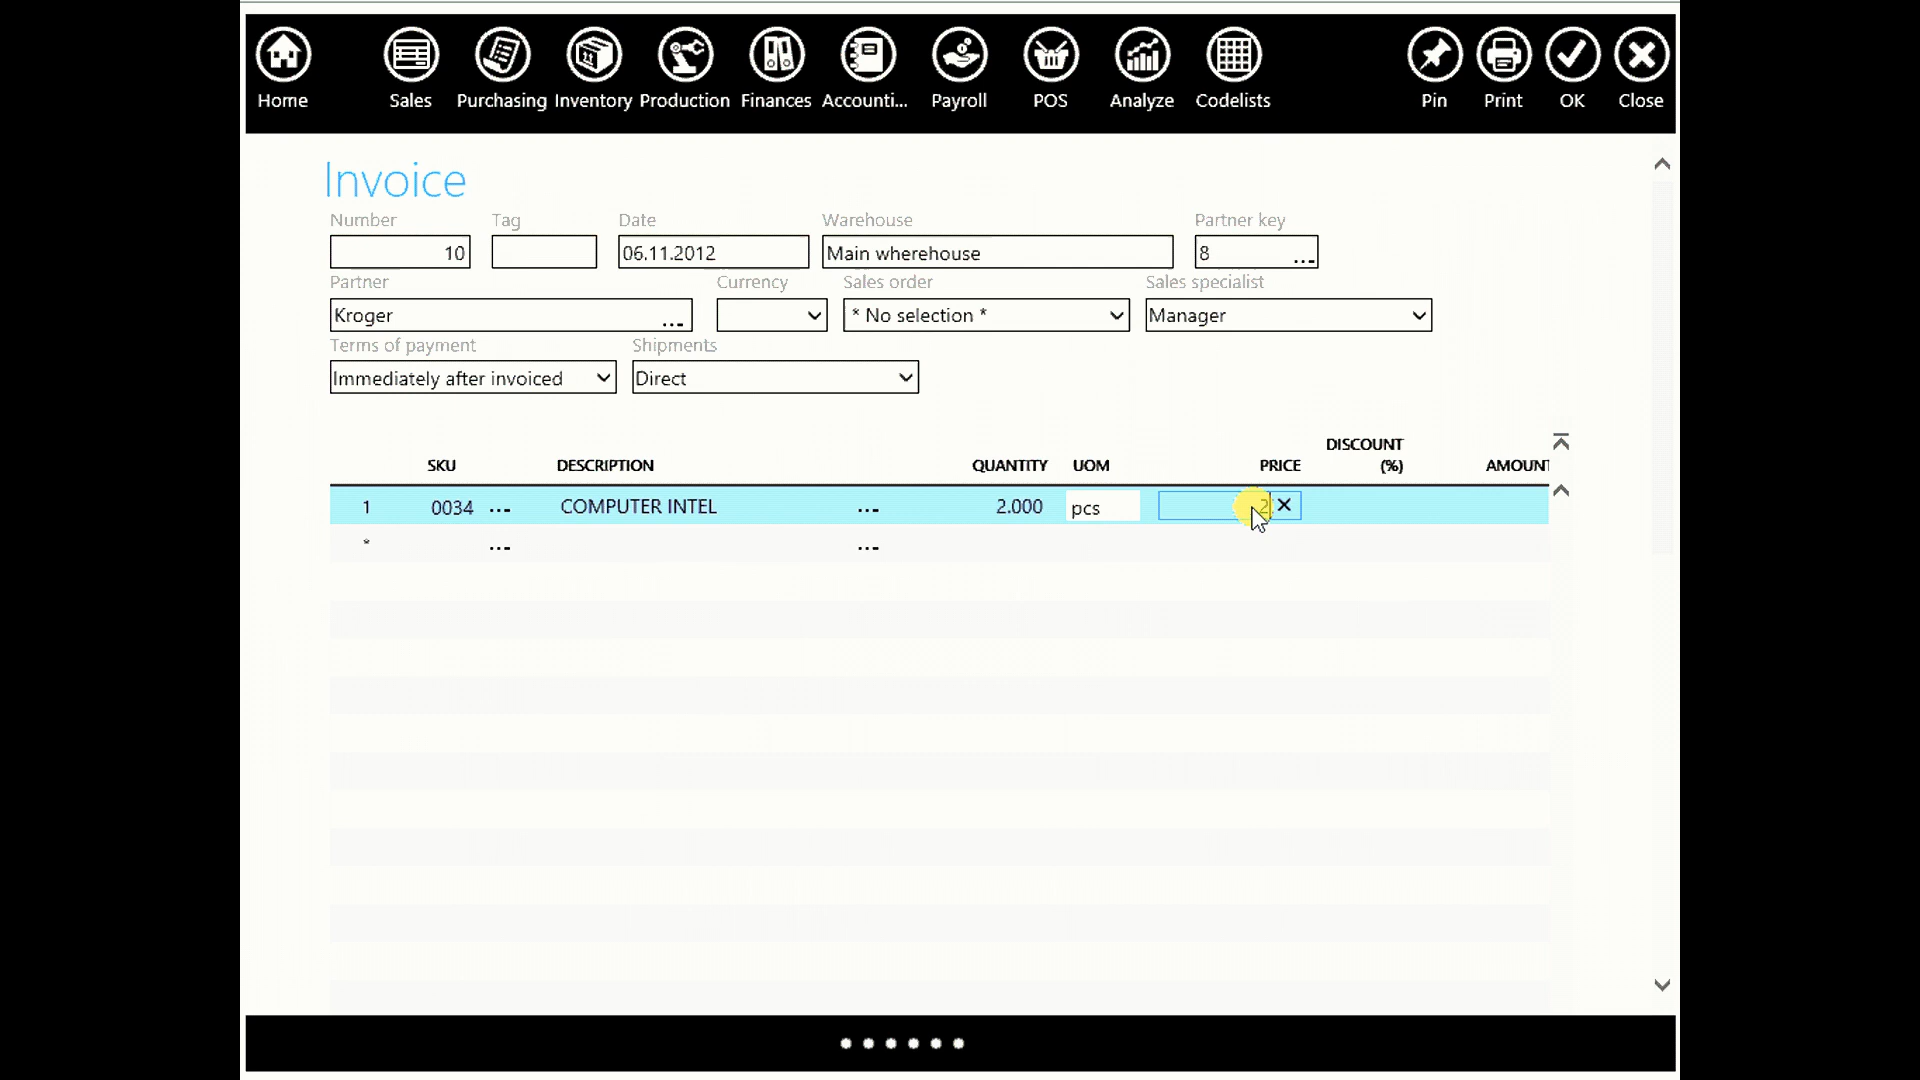 Home Sales Purchasing Inventory Production Finances Accounti... Payroll POS Analyze Codelists Pin Print OK Close
Invoice
Number Tag Date Warehouse Partner key
10 06.11.2012 Main wherehouse 8 ...
Partner Currency Sales order Sales specialist
Kroger ... * No selection * Manager
Terms of payment Shipments
Immediately after invoiced Direct
SKU DESCRIPTION QUANTITY UOM PRICE DISCOUNT (%) AMOUNT
1 0034 ... COMPUTER INTEL ... 2.000 pcs 2
* ... ...